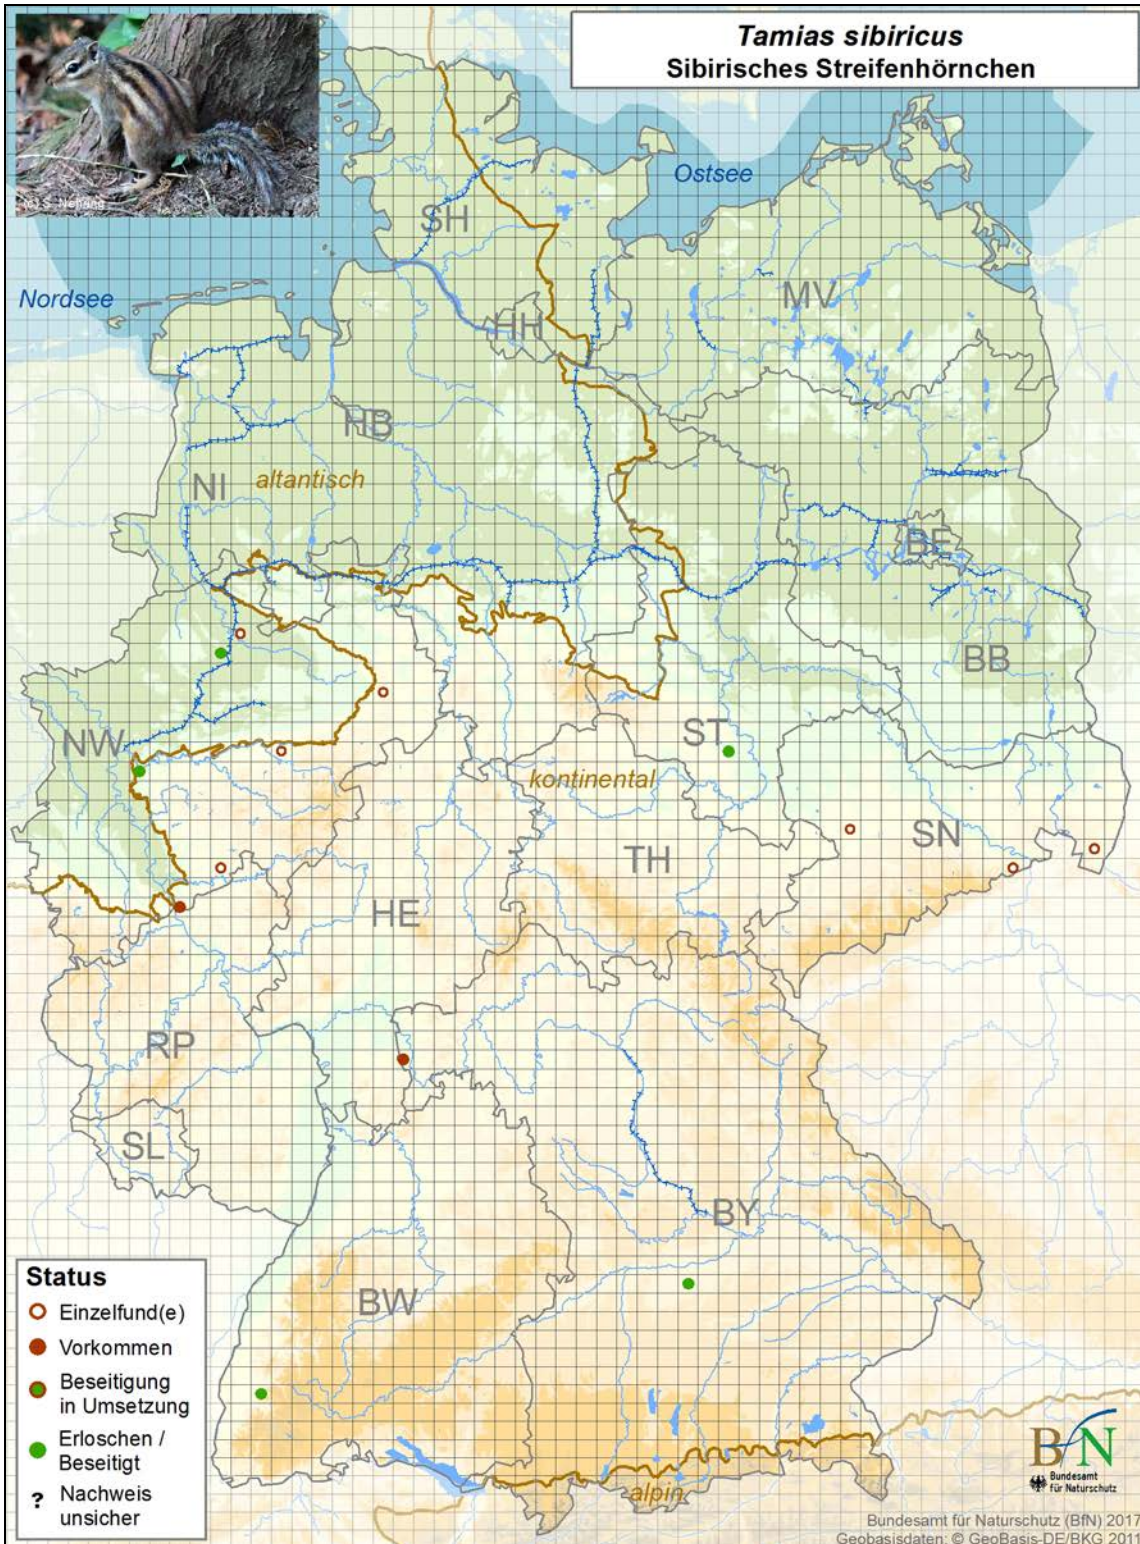 Tamias sibiricus
Sibirisches Streifenhörnchen
(c) S. Nehring
Ostsee
Nordsee
SH
MV
HH
HB
NI
altantisch
BE
BB
NW
ST
kontinental
SN
TH
HE
RP
SL
BY
BW
alpin
Status
Einzelfund(e)
Vorkommen
Beseitigung
in Umsetzung
Erloschen /
Beseitigt
? Nachweis
unsicher
BfN
Bundesamt
für Naturschutz
Bundesamt für Naturschutz (BfN) 2017
Geobasisdaten: © GeoBasis-DE/BKG 2011